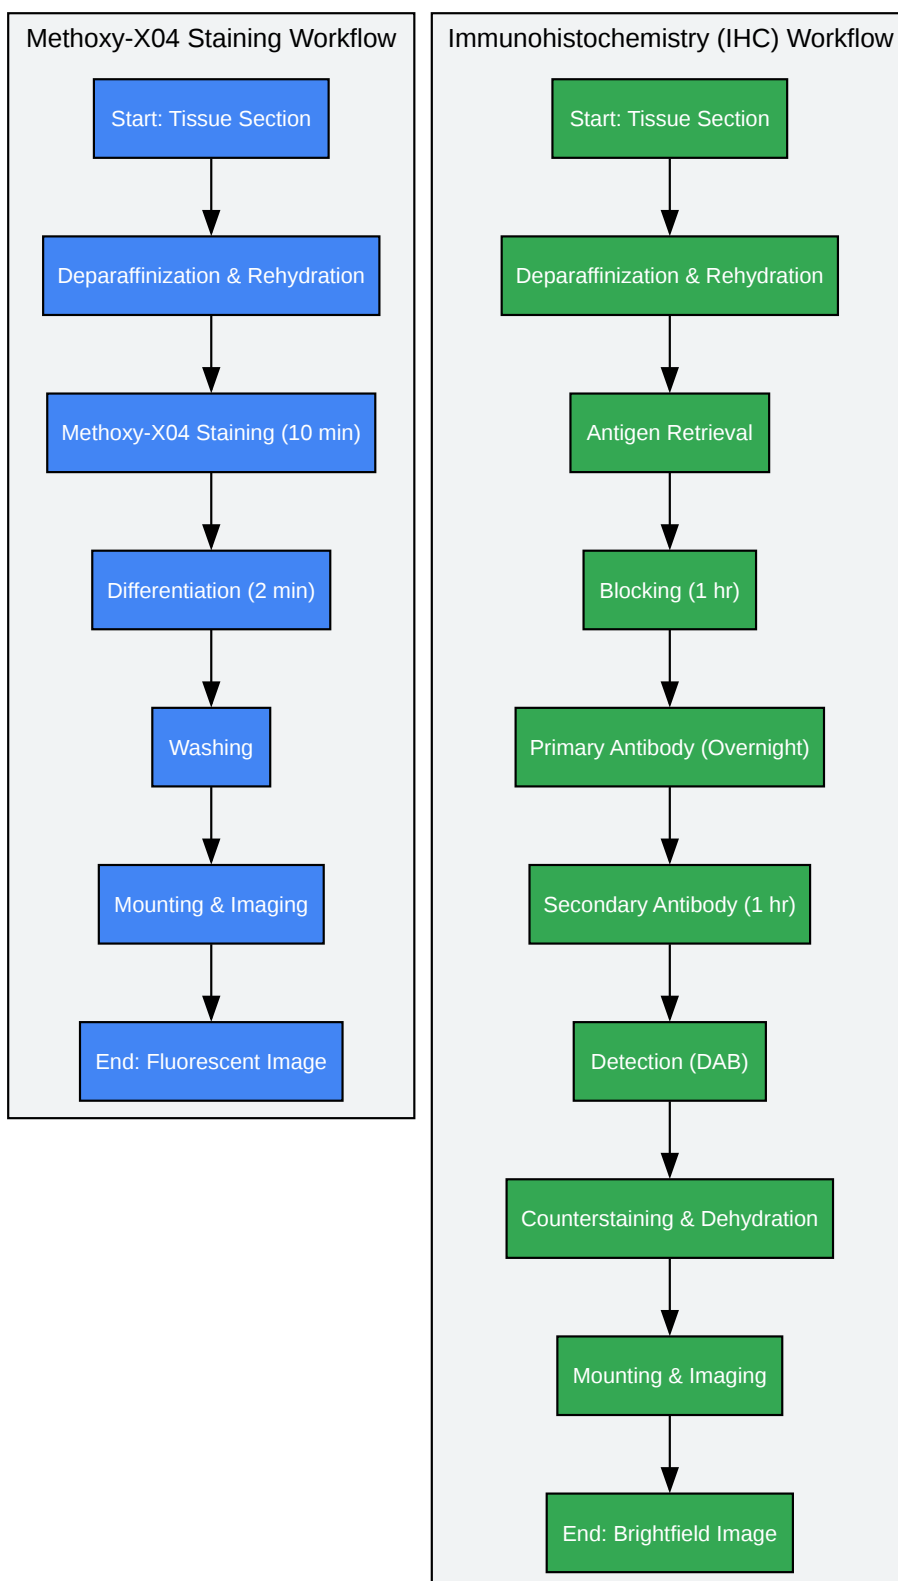 Methoxy-X04 Staining Workflow
Start: Tissue Section
Deparaffinization & Rehydration
Methoxy-X04 Staining (10 min)
Differentiation (2 min)
Washing
Mounting & Imaging
End: Fluorescent Image
Immunohistochemistry (IHC) Workflow
Start: Tissue Section
Deparaffinization & Rehydration
Antigen Retrieval
Blocking (1 hr)
Primary Antibody (Overnight)
Secondary Antibody (1 hr)
Detection (DAB)
Counterstaining & Dehydration
Mounting & Imaging
End: Brightfield Image